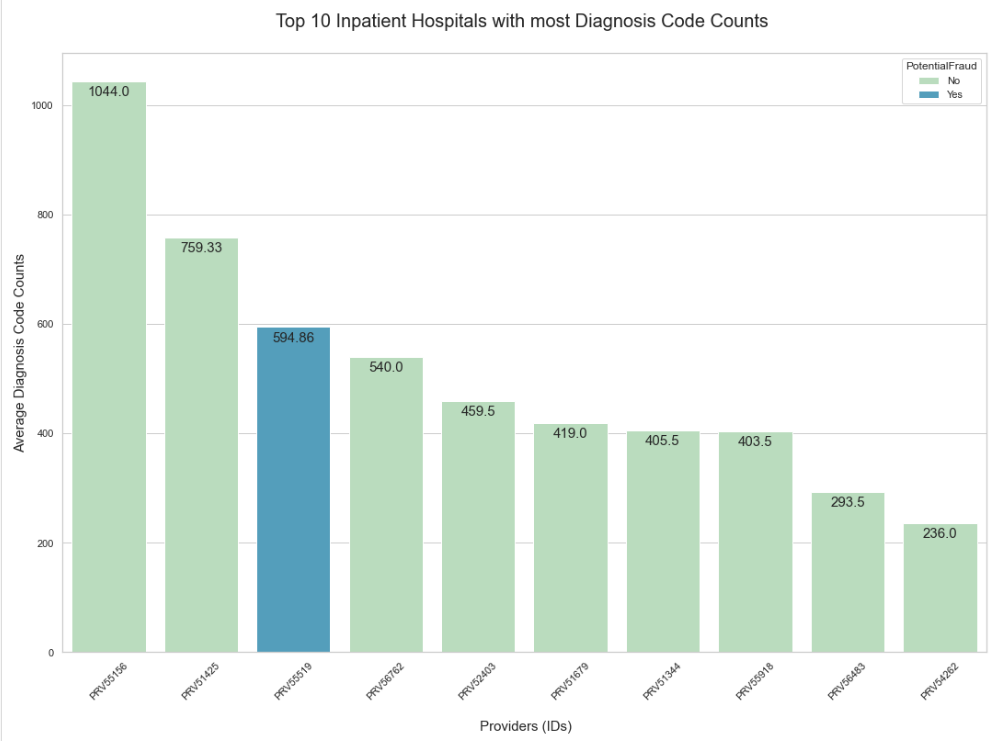 Top 10 Inpatient Hospitals with most Diagnosis Code Counts
PotentialFraud
No
Yes
Average Diagnosis Code Counts
1000
800
600
400
200
0
1044.0
759.33
594.86
540.0
459.5
419.0
405.5
403.5
293.5
236.0
PRV55156
PRV51425
PRV55519
PRV56762
PRV52403
PRV51679
PRV51344
PRV55918
PRV56483
PRV54262
Providers (IDs)